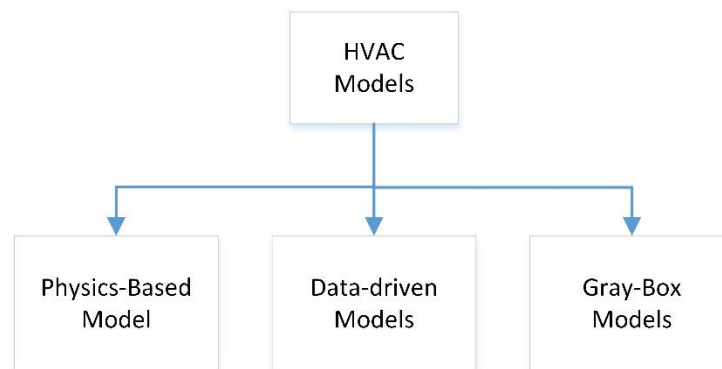 HVAC
Models
Physics-Based
Model
Data-driven
Models
Gray-Box
Models